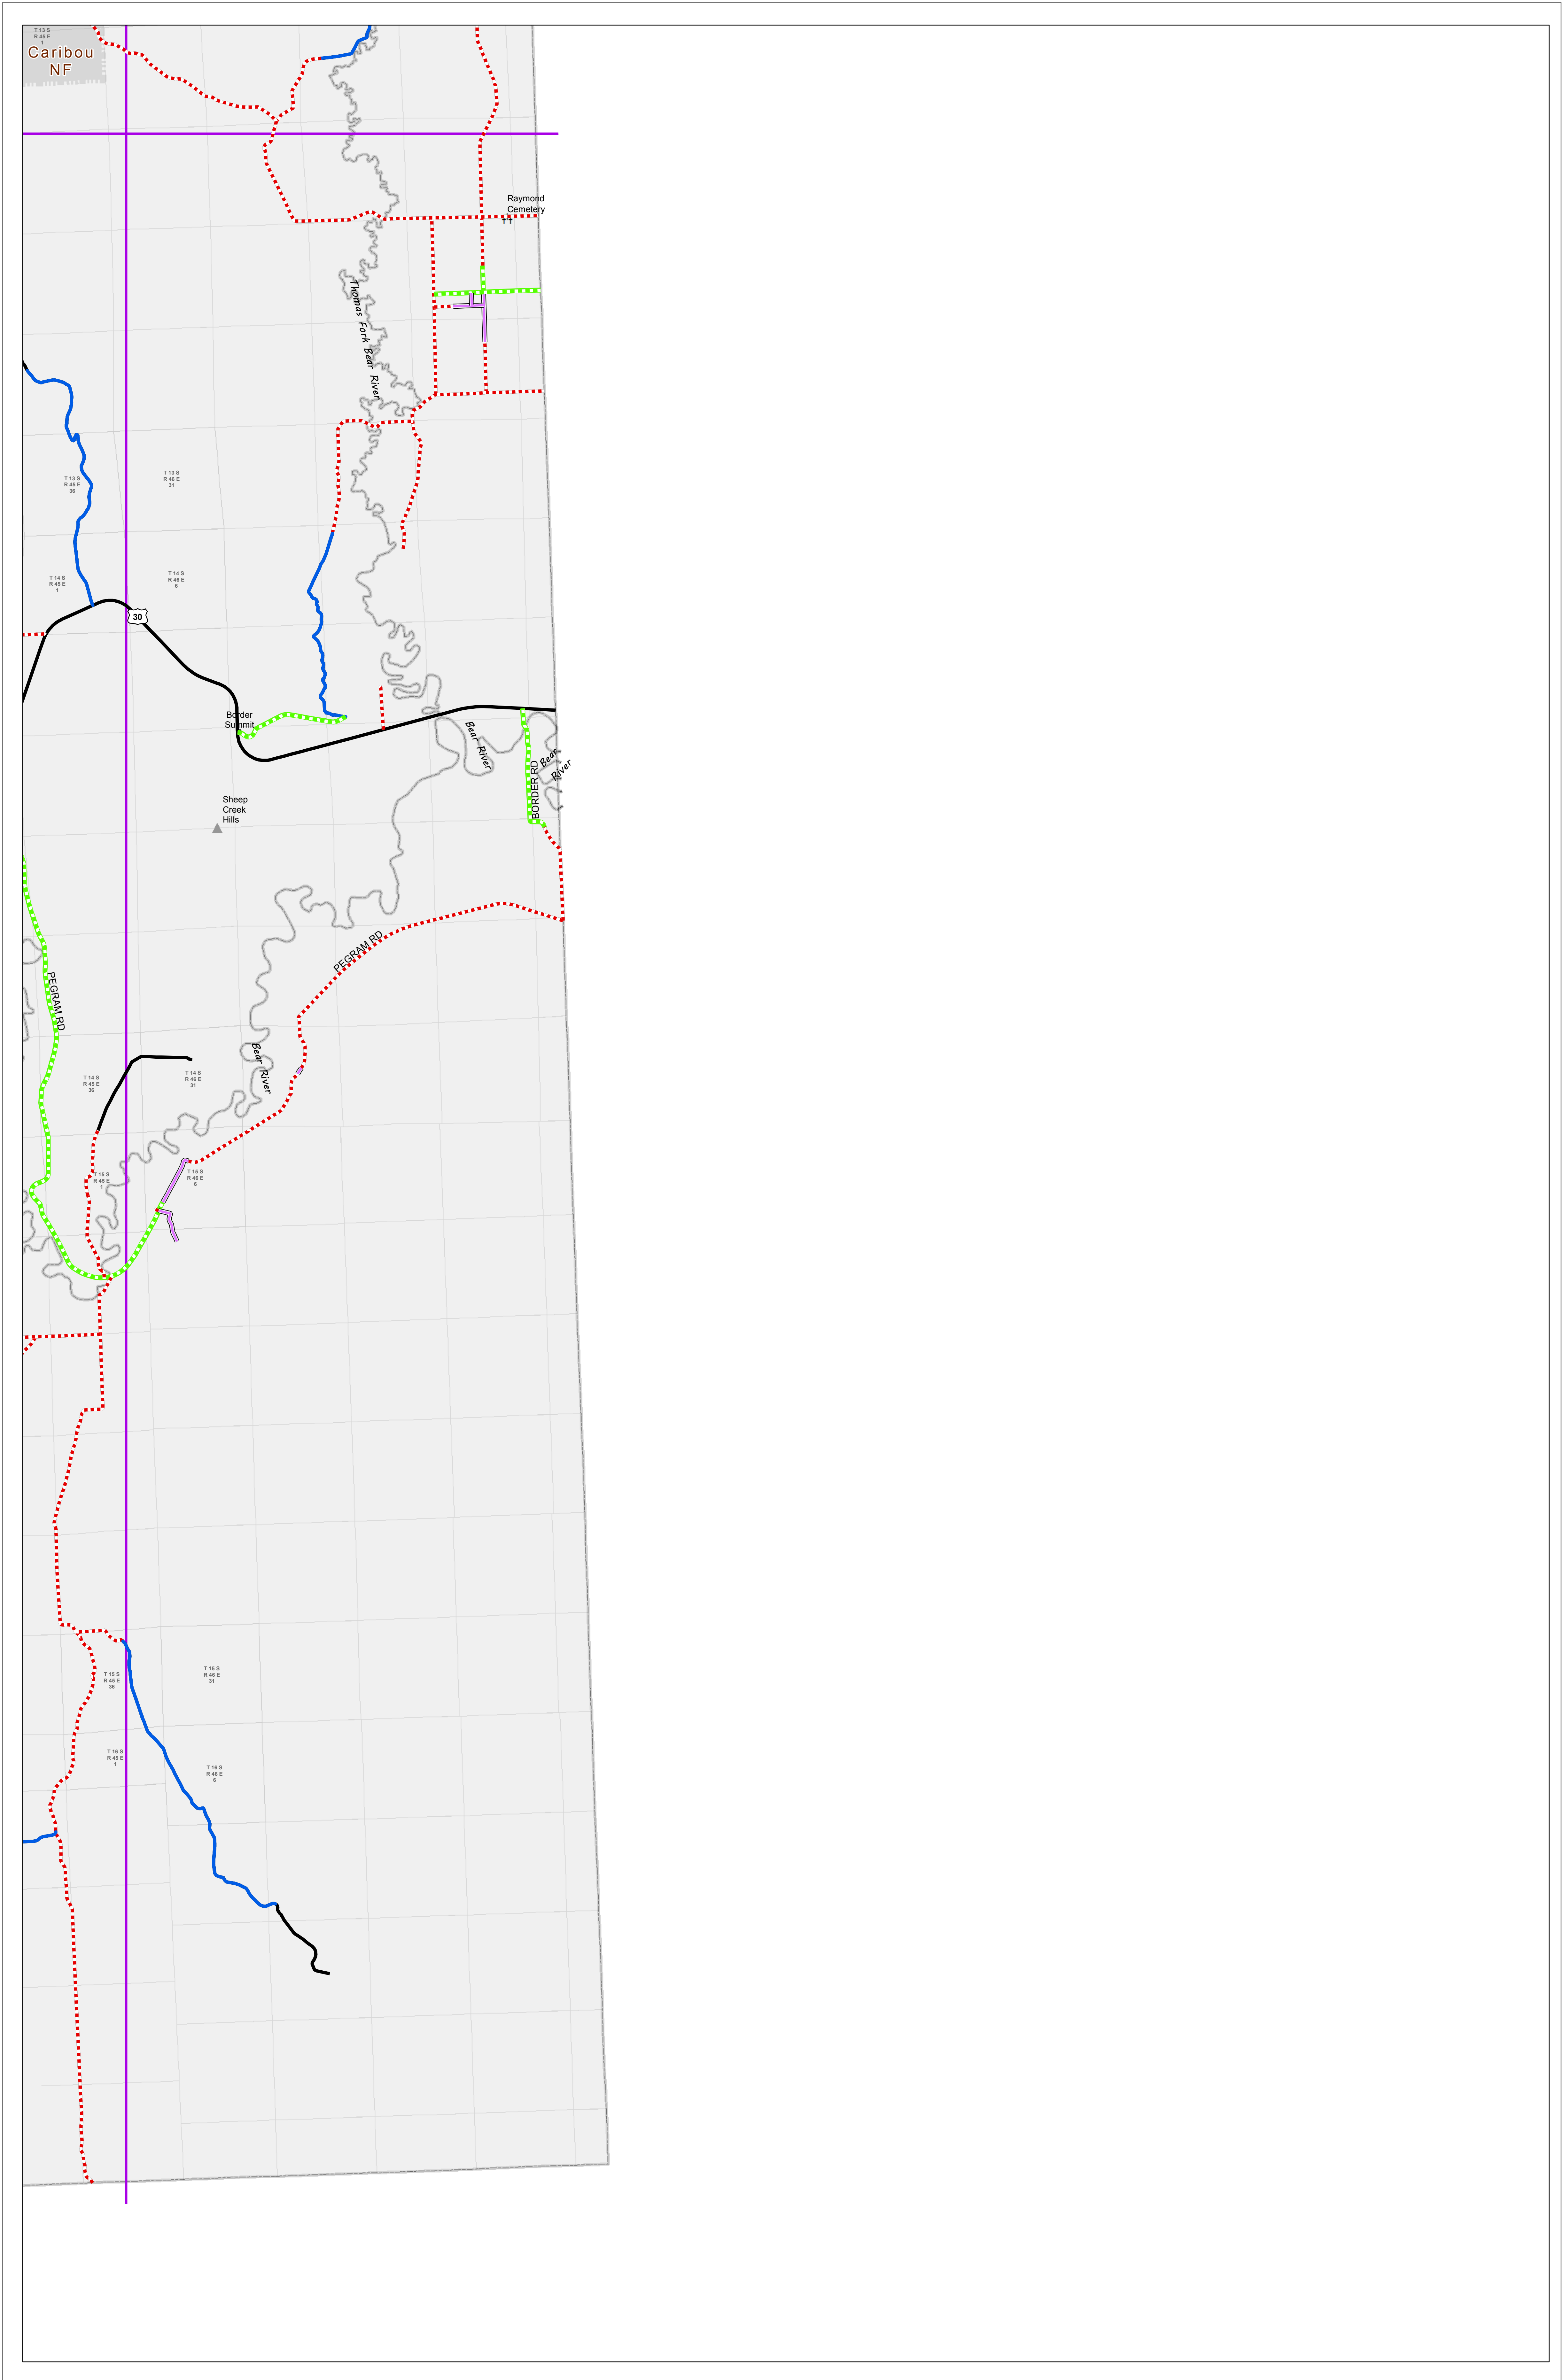 T 13 S
R 45 E
1
Caribou
NF
Raymond
Cemetery
Thomas Fork Bear River
T 13 S
R 45 E
36
T 13 S
R 46 E
31
T 14 S
R 45 E
1
T 14 S
R 46 E
6
30
Border
Summit
Bear River
Bear
River
BORDER RD
Sheep
Creek
Hills
PEGRAM RD
PEGRAM RD
Bear River
T 14 S
R 45 E
36
T 14 S
R 46 E
31
T 15 S
R 45 E
1
T 15 S
R 46 E
6
T 15 S
R 45 E
36
T 15 S
R 46 E
31
T 16 S
R 45 E
1
T 16 S
R 46 E
6